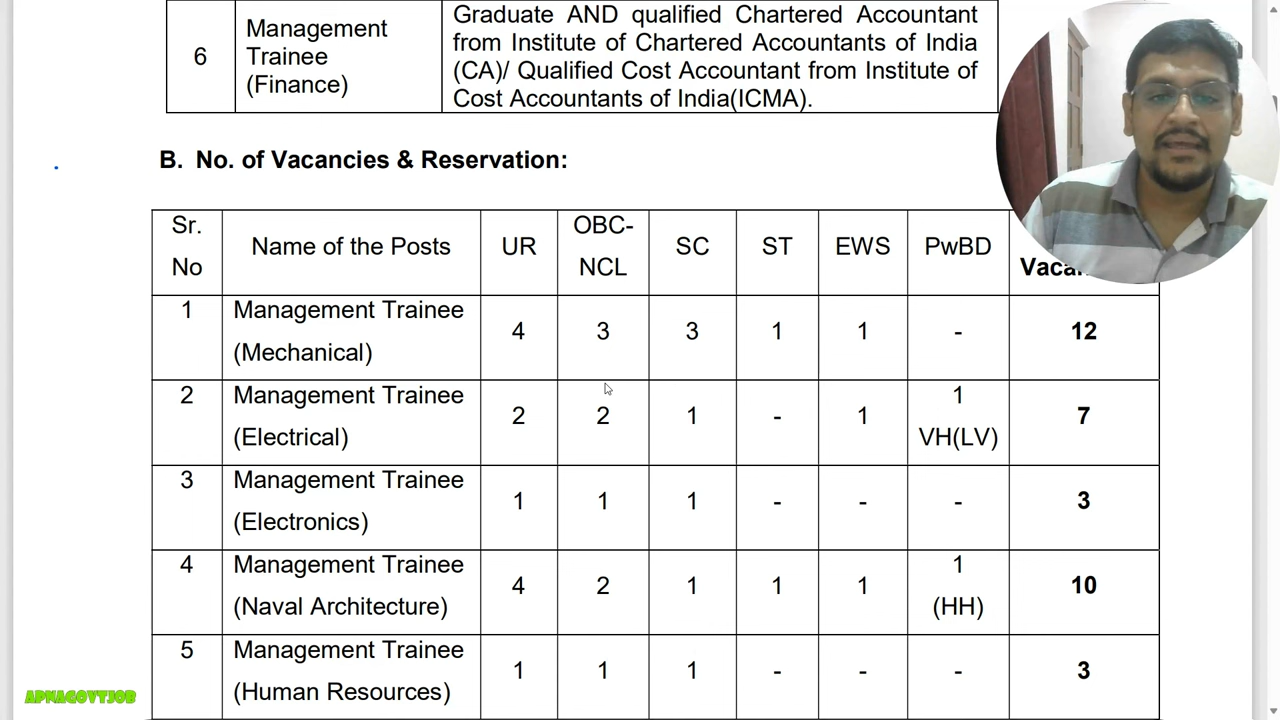 6
Management
Trainee
(Finance)
Graduate AND qualified Chartered Accountant
from Institute of Chartered Accountants of India
(CA)/ Qualified Cost Accountant from Institute of
Cost Accountants of India(ICMA).
B. No. of Vacancies & Reservation:
Sr.
No
Name of the Posts
UR
OBC-
NCL
SC
ST
EWS
PwBD
1
Management Trainee
(Mechanical)
4
3
3
1
1
-
12
2
Management Trainee
(Electrical)
2
2
1
-
1
1
VH(LV)
7
3
Management Trainee
(Electronics)
1
1
1
-
-
-
3
4
Management Trainee
(Naval Architecture)
4
2
1
1
1
1
(HH)
10
5
Management Trainee
(Human Resources)
1
1
1
-
-
-
3
APNAGOVTJOB